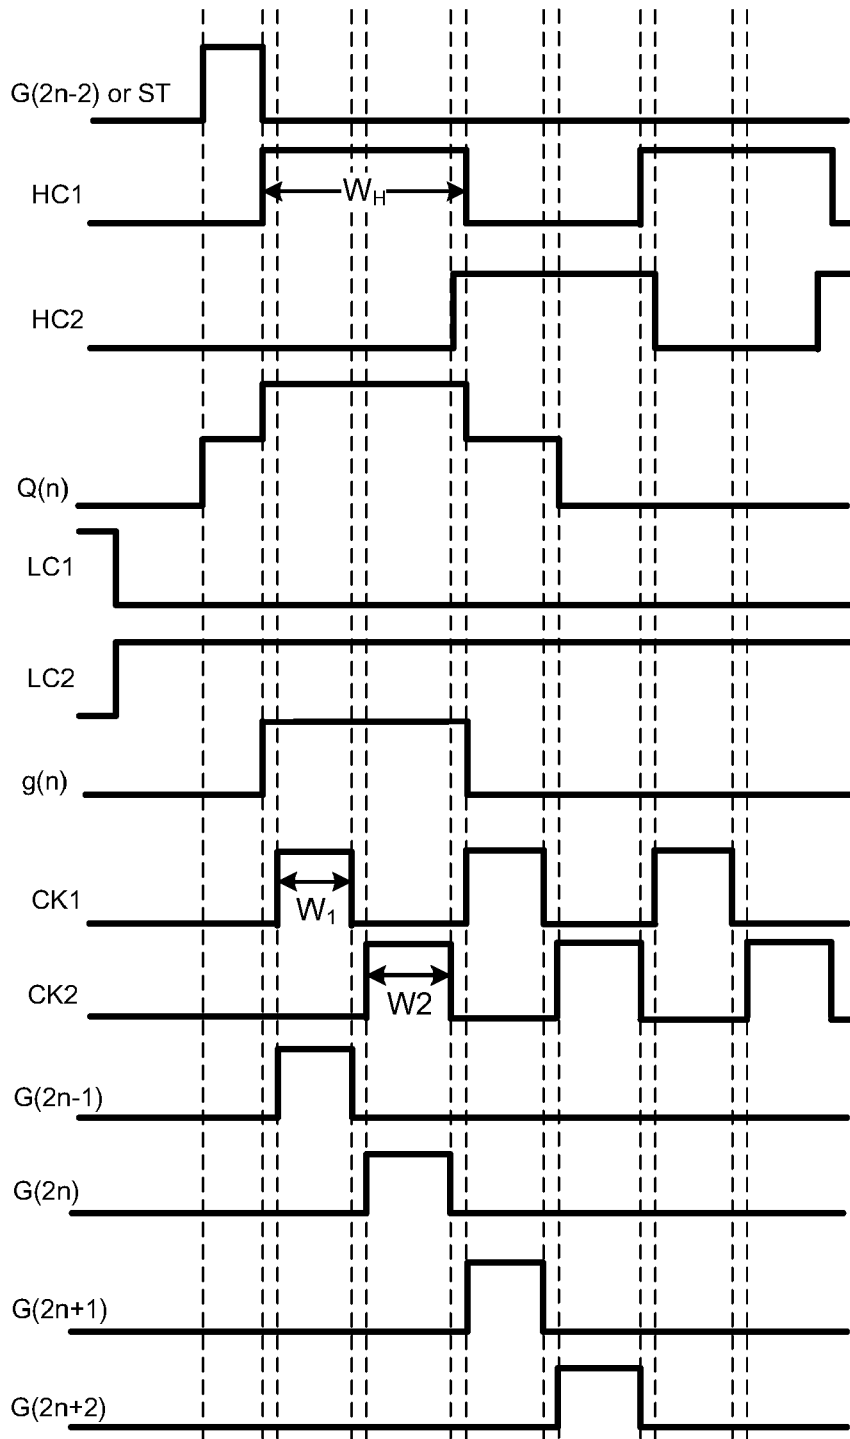 G(2n-2) or ST
HC1
W_H
HC2
Q(n)
LC1
LC2
g(n)
CK1
W_1
CK2
W2
G(2n-1)
G(2n)
G(2n+1)
G(2n+2)